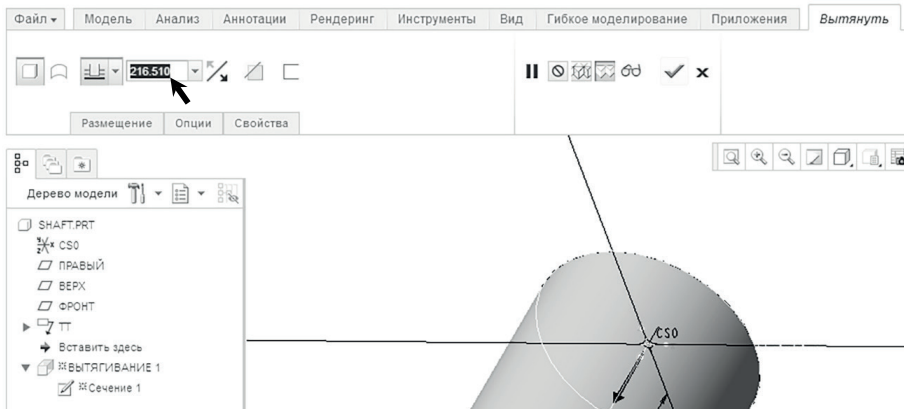 Файл Модель Анализ Аннотации Рендеринг Инструменты Вид Гибкое моделирование Приложения Вытянуть
216.510
Размещение Опции Свойства
Дерево модели
SHAFT.PRT
CS0
ПРАВЫЙ
ВЕРХ
ФРОНТ
TT
Вставить здесь
ВЫТЯГИВАНИЕ 1
Сечение 1
CS0